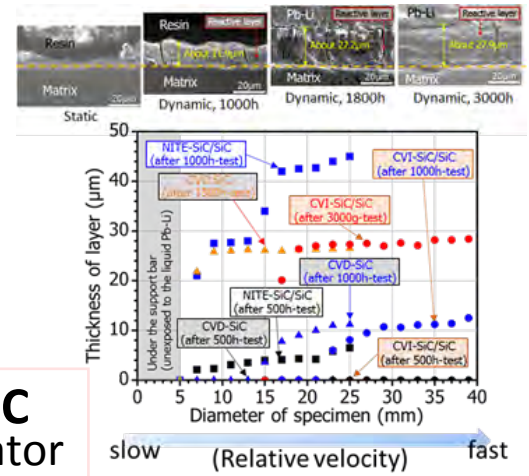 Resin
Matrix
20μm
Static
Resin
Reactive layer
Matrix
20μm
Dynamic, 1000h
Pb-Li
Reactive layer
About 27.2μm
Matrix
20μm
Dynamic, 1800h
Pb-Li
Reactive layer
About 27.9μm
Matrix
20μm
Dynamic, 3000h
Thickness of layer (μm)
50
40
30
20
10
0
Under the support bar
(unexposed to the liquid Pb-Li)
NITE-SiC/SiC
(after 1000h-test)
CVI-SiC/SiC
(after 1000h-test)
CVI-SiC/SiC
(after 3000g-test)
CVD-SiC
(after 1000h-test)
NITE-SiC/SiC
(after 500h-test)
CVD-SiC
(after 500h-test)
CVI-SiC/SiC
(after 500h-test)
0 5 10 15 20 25 30 35 40
Diameter of specimen (mm)
slow
(Relative velocity)
fast
C
tor